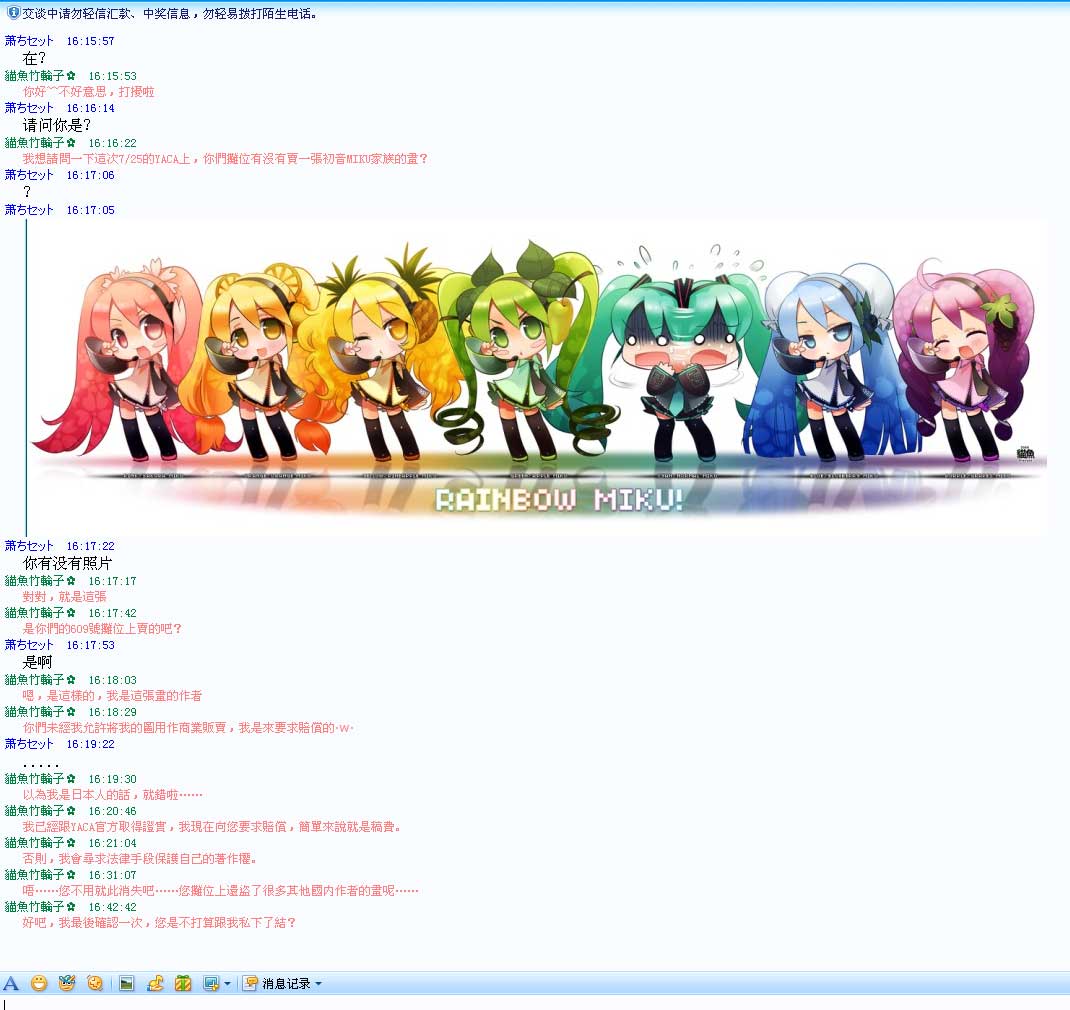 交谈中请勿轻信汇款、中奖信息，勿轻易拨打陌生电话。
萧ちセット 16:15:57
在?
貓魚竹輪子✿ 16:15:53
你好^^不好意思，打擾啦
萧ちセット 16:16:14
请问你是?
貓魚竹輪子✿ 16:16:22
我想請問一下這次7/25的YACA上，你們攤位有沒有賣一張初音MIKU家族的畫？
萧ちセット 16:17:06
?
萧ちセット 16:17:05
貓魚
RAINBOW MIKU!
萧ちセット 16:17:22
你有没有照片
貓魚竹輪子✿ 16:17:17
對對，就是這張
貓魚竹輪子✿ 16:17:42
是你們的609號攤位上賣的吧？
萧ちセット 16:17:53
是啊
貓魚竹輪子✿ 16:18:03
嗯，是這樣的，我是這張畫的作者
貓魚竹輪子✿ 16:18:29
你們未經我允許將我的圖用作商業販賣，我是來要求賠償的·w·
萧ちセット 16:19:22
.....
貓魚竹輪子✿ 16:19:30
以為我是日本人的話，就錯啦……
貓魚竹輪子✿ 16:20:46
我已經跟YACA官方取得證實，我現在向您要求賠償，簡單來說就是稿費。
貓魚竹輪子✿ 16:21:04
否則，我會尋求法律手段保護自己的著作權。
貓魚竹輪子✿ 16:31:07
唔……您不用就此消失吧……您攤位上還盜了很多其他國内作者的畫呢……
貓魚竹輪子✿ 16:42:42
好吧，我最後確認一次，您是不打算跟我私下了結？
A 消息记录